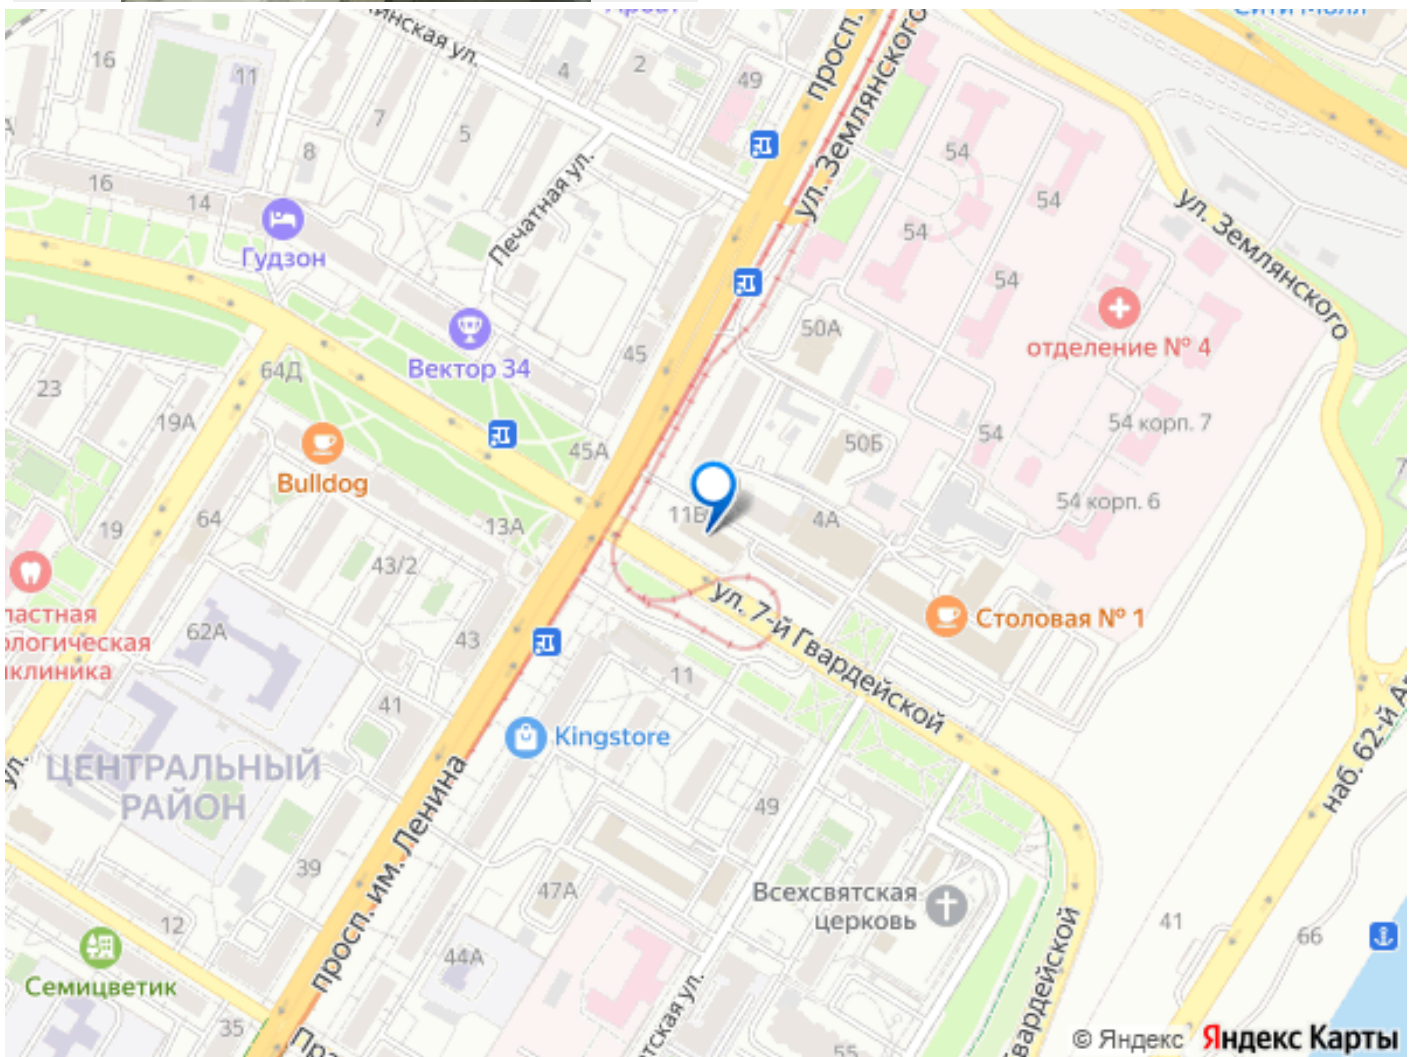 Сити Молл
просп.
ул. Землянского
16
11
4
2
49
7
5
8
54
16
14
Гудзон
Печатная ул.
54
54
ул. Землянского
54
50А
отделение № 4
45
Вектор 34
64Д
23
19А
54 корп. 7
54
50Б
45А
Bulldog
54 корп. 6
11Б
4А
13А
64
19
43/2
ул. 7-й Гвардейской
Столовая № 1
62А
43
11
41
Kingstore
ЦЕНТРАЛЬНЫЙ
РАЙОН
просп. им. Ленина
49
39
47А
Всехсвятская
церковь
12
41
66
44А
Семицветик
35
55
© Яндекс Яндекс Карты